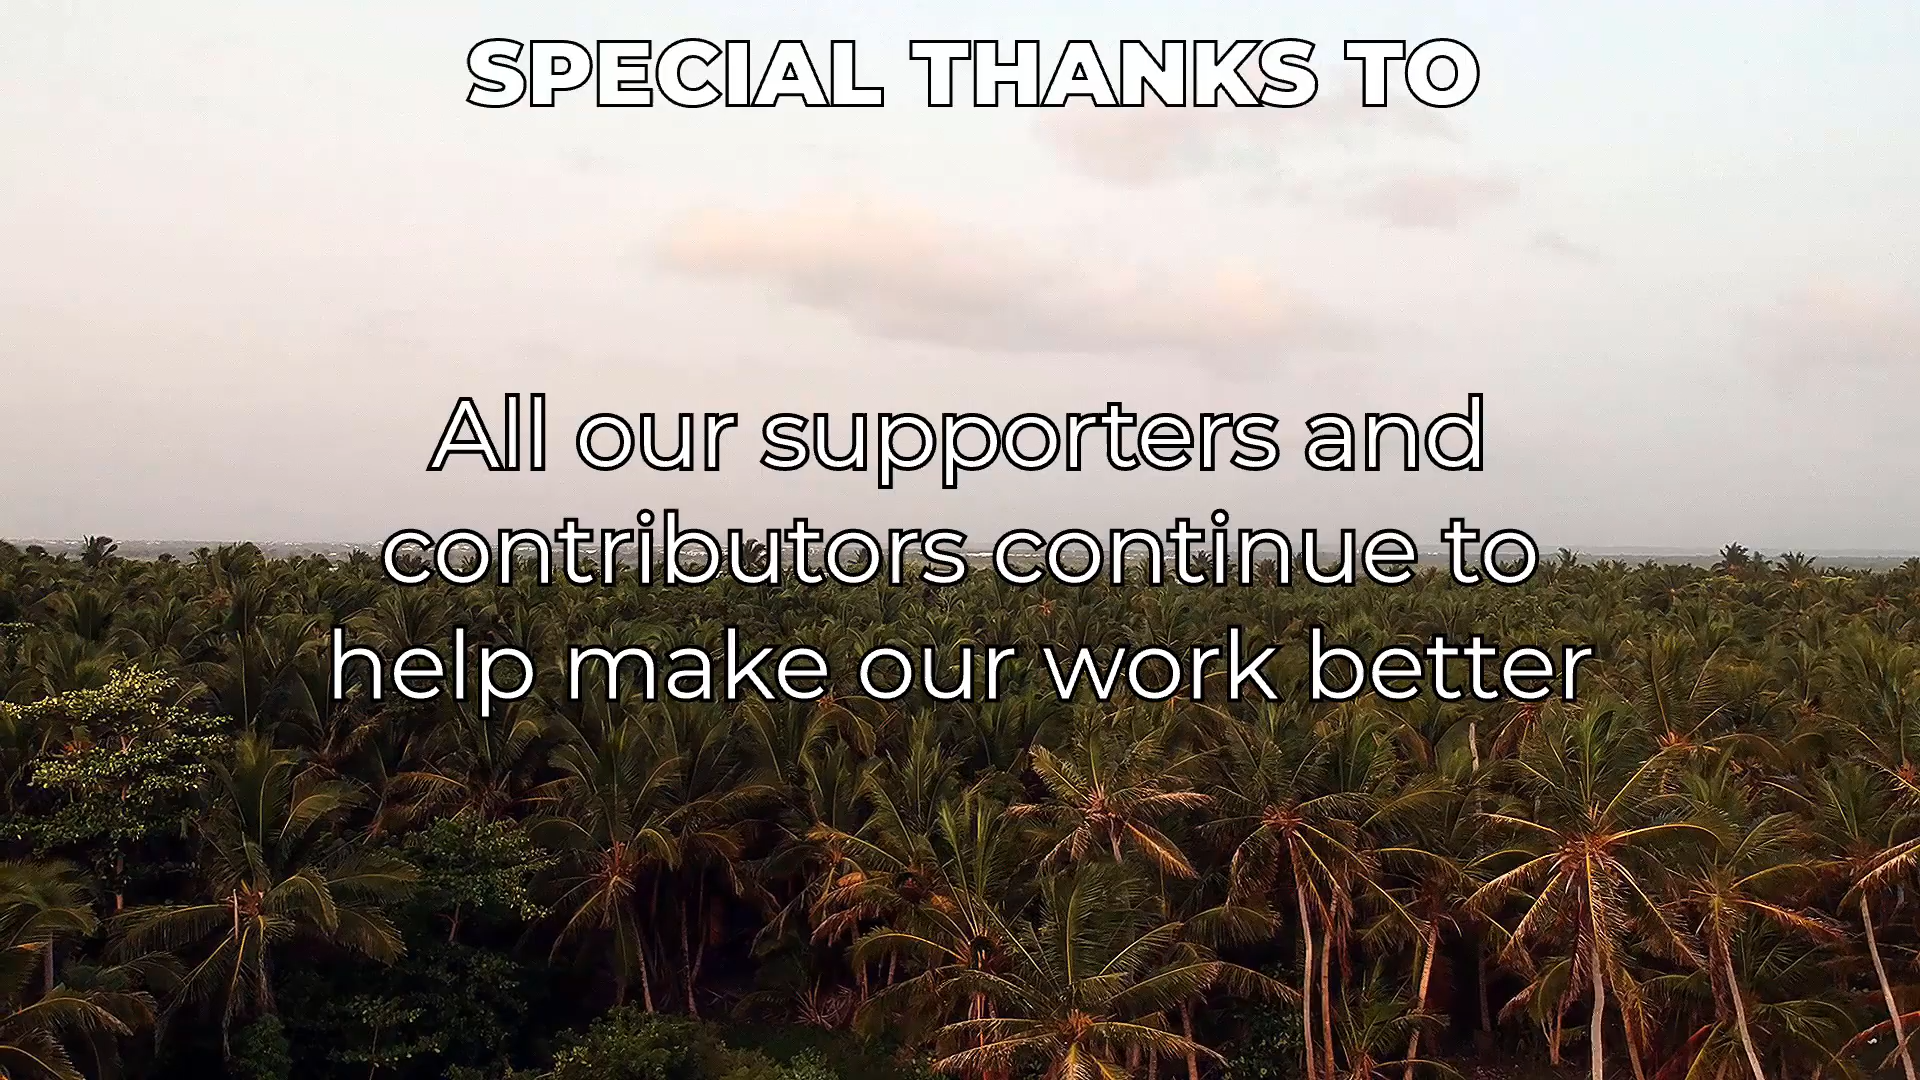 SPECIAL THANKS TO
All our supporters and
contributors continue to
help make our work better